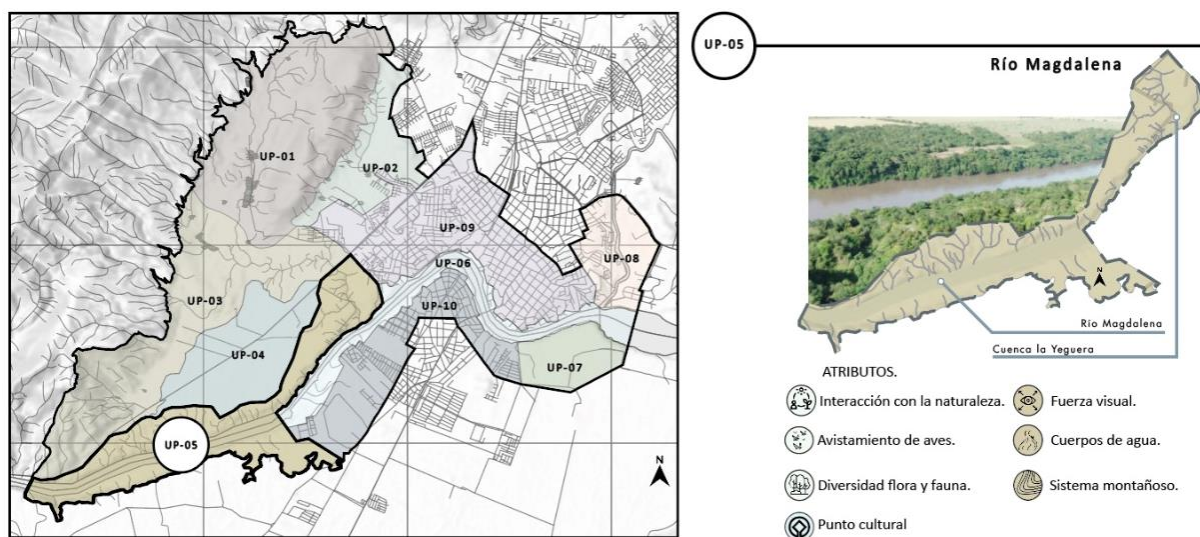 UP-01
UP-02
UP-09
UP-08
UP-06
UP-03
UP-10
UP-04
UP-07
UP-05
N
UP-05
Río Magdalena
N
Río Magdalena
Cuenca la Yeguera
ATRIBUTOS.
Interacción con la naturaleza.
Fuerza visual.
Avistamiento de aves.
Cuerpos de agua.
Diversidad flora y fauna.
Sistema montañoso.
Punto cultural